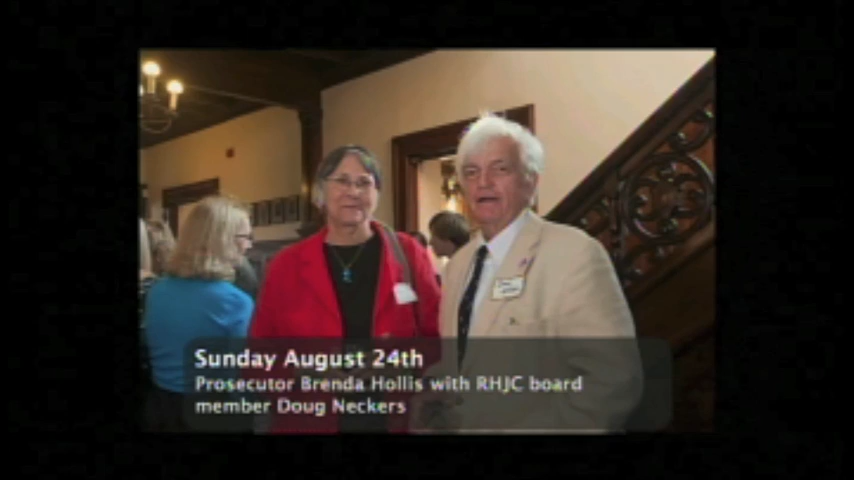 Sunday August 24th
Prosecutor Brenda Hollis with RHJC board
member Doug Neckers